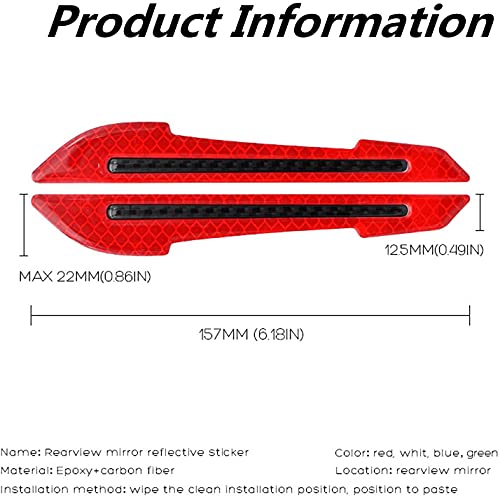 Product Information
12.5MM(0.49IN)
MAX 22MM(0.86IN)
157MM (6.18IN)
Name: Rearview mirror reflective sticker Color: red, whit, blue, green
Material: Epoxy+carbon fiber Location: rearview mirror
Installation method: wipe the clean installation position, position to paste